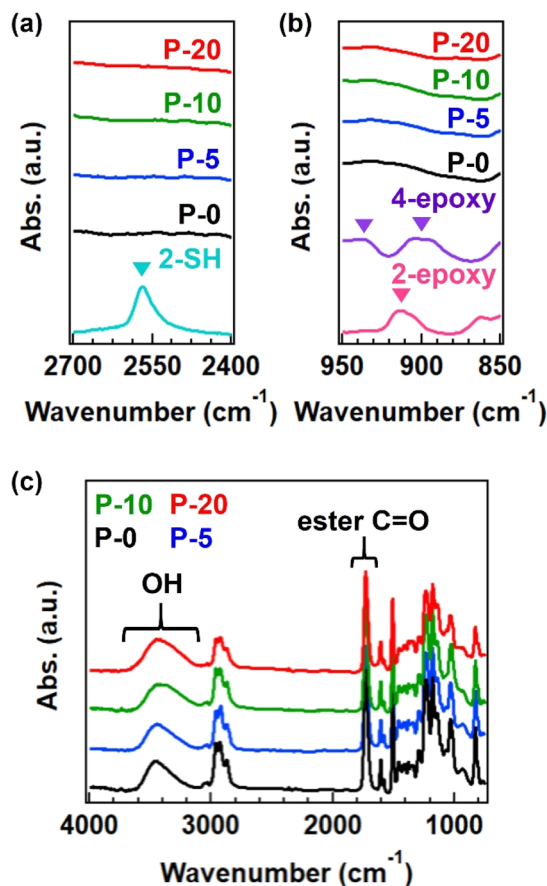 (a)
P-20
P-10
P-5
P-0
2-SH
Abs. (a.u.)
2700 2550 2400
Wavenumber (cm-1)
(b)
P-20
P-10
P-5
P-0
4-epoxy
2-epoxy
Abs. (a.u.)
950 900 850
Wavenumber (cm-1)
(c)
P-10 P-20
P-0 P-5
ester C=O
OH
Abs. (a.u.)
4000 3000 2000 1000
Wavenumber (cm-1)